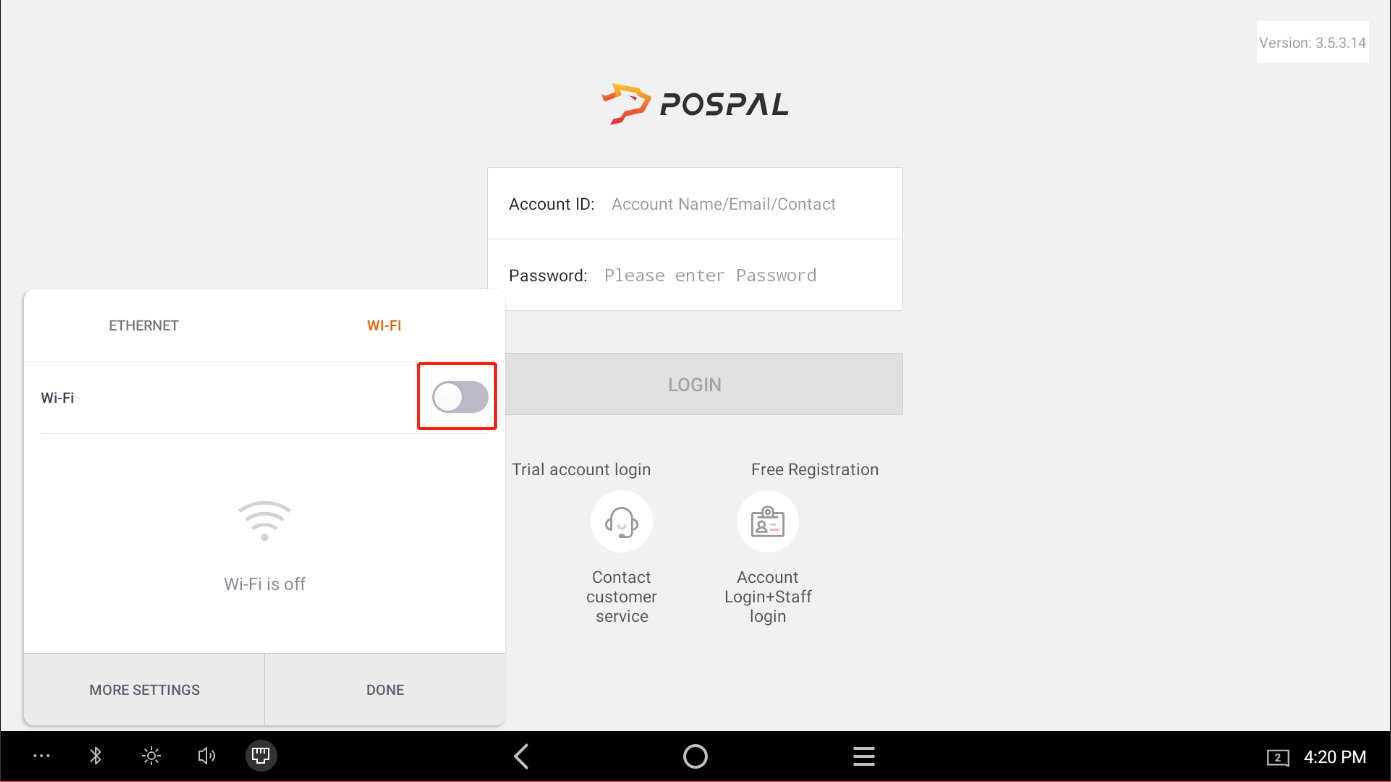 Version: 3.5.3.14
POSPAL
Account ID: Account Name/Email/Contact
Password: Please enter Password
ETHERNET WI-FI
Wi-Fi
LOGIN
Trial account login Free Registration
Wi-Fi is off
Contact
customer
service
Account
Login+Staff
login
MORE SETTINGS DONE
2 4:20 PM